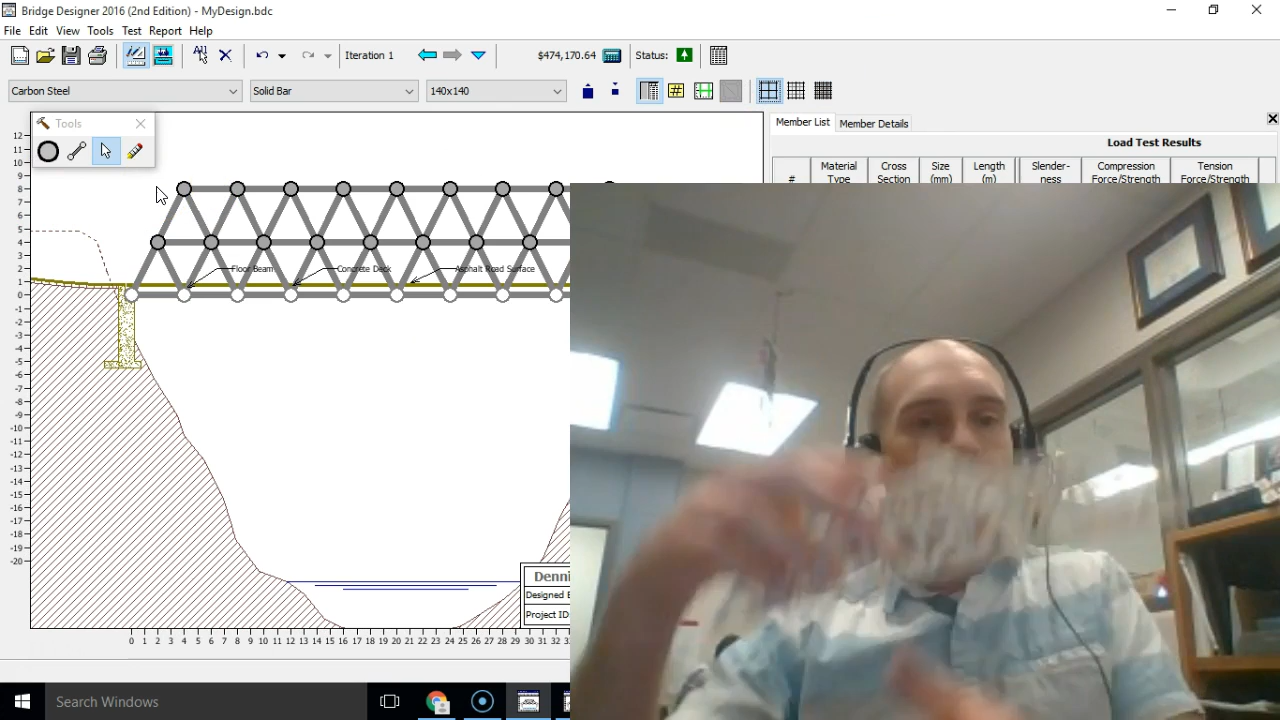 Bridge Designer 2016 (2nd Edition) - MyDesign.bdc
File Edit View Tools Test Report Help
Iteration 1 $474,170.64 Status:
Carbon Steel Solid Bar 140x140
Tools
Member List Member Details
Load Test Results
# Material Type Cross Section Size (mm) Length (m) Slender-ness Compression Force/Strength Tension Force/Strength
12
10
9
8
7
6
5
4
3
2
1
0
-1
-2
-3
-4
-5
-6
-7
-8
-9
-10
-11
-12
-13
-14
-15
-16
-17
-18
-19
-20
Floor Beam Concrete Deck Asphalt Road Surface
Denni
Designed B
Project ID
0 1 2 3 4 5 6 7 8 9 10 11 12 13 14 15 16 17 18 19 20 21 22 23 24 25 26 27 28 29 30 31 32 3
Search Windows